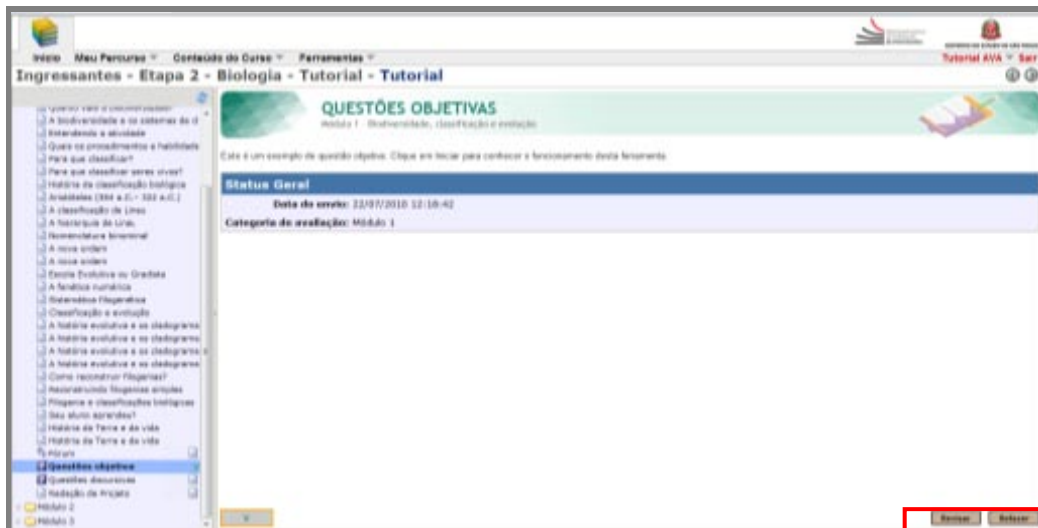 Início Meu Percurso Conteúdo do Curso Ferramentas
Tutorial AVA Sair
Ingressantes - Etapa 2 - Biologia - Tutorial - Tutorial
A biodiversidade e os sistemas de cl
Entendendo a atividade
Quais os procedimentos e habilidade
Para que classificar?
Para que classificar seres vivos?
História da classificação biológica
Aristóteles (384 a.C.- 322 a.C.)
A classificação de Lineu
A hierarquia de Lineu
Nomenclatura binominal
A nova ordem
A nova ordem
Escola Evolutiva ou Gradista
A fenética numérica
Sistemática filogenética
Classificação e evolução
A história evolutiva e os cladograma
A história evolutiva e os cladograma
A história evolutiva e os cladograma
A história evolutiva e os cladograma
Como reconstruir filogenias?
Reconstruindo filogenias simples
Filogenia e classificações biológicas
Seu aluno aprendeu?
História da Terra e da vida
História da Terra e da vida
Fórum
Questões objetivas
Questões discursivas
Redação de Projeto
Módulo 2
Módulo 3
QUESTÕES OBJETIVAS
Módulo 1 - Biodiversidade, classificação e evolução
Este é um exemplo de questão objetiva. Clique em Iniciar para conhecer o funcionamento desta ferramenta.
Status Geral
Data do envio: 22/07/2010 12:18:42
Categoria de avaliação: Módulo 1
Revisar Refazer